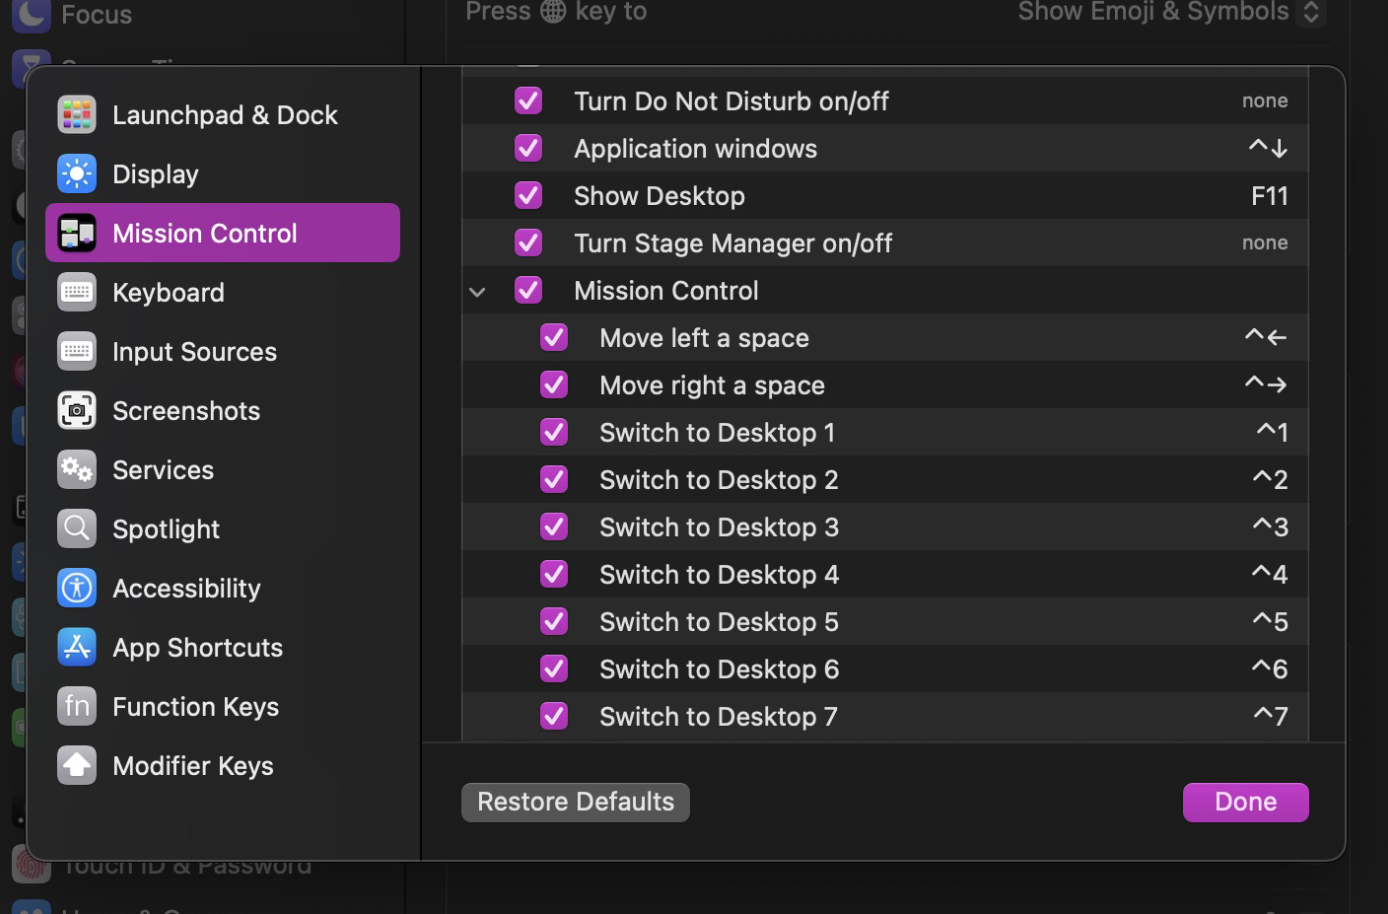 Focus
Press key to
Show Emoji & Symbols
Launchpad & Dock
Display
Mission Control
Keyboard
Input Sources
Screenshots
Services
Spotlight
Accessibility
App Shortcuts
fn Function Keys
Modifier Keys
Turn Do Not Disturb on/off none
Application windows ^↓
Show Desktop F11
Turn Stage Manager on/off none
Mission Control
Move left a space ^←
Move right a space ^→
Switch to Desktop 1 ^1
Switch to Desktop 2 ^2
Switch to Desktop 3 ^3
Switch to Desktop 4 ^4
Switch to Desktop 5 ^5
Switch to Desktop 6 ^6
Switch to Desktop 7 ^7
Restore Defaults
Done
Touch ID & Password